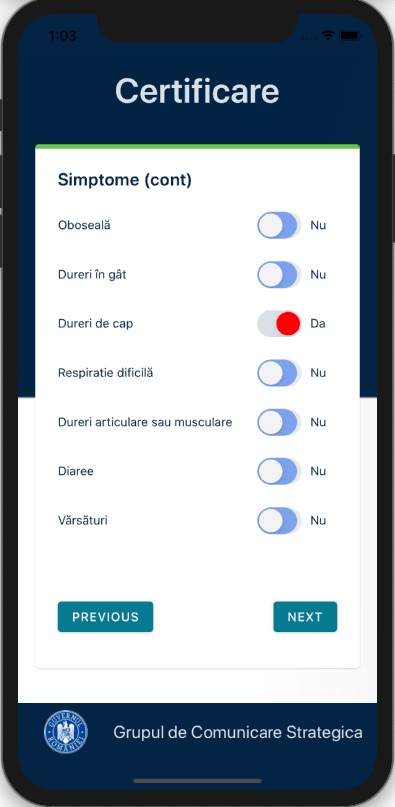 1:03
Certificare
Simptome (cont)
Oboseală Nu
Dureri în gât Nu
Dureri de cap Da
Respiratie dificilă Nu
Dureri articulare sau musculare Nu
Diaree Nu
Vărsături Nu
PREVIOUS NEXT
GUVERNUL ROMÂNIEI
Grupul de Comunicare Strategica